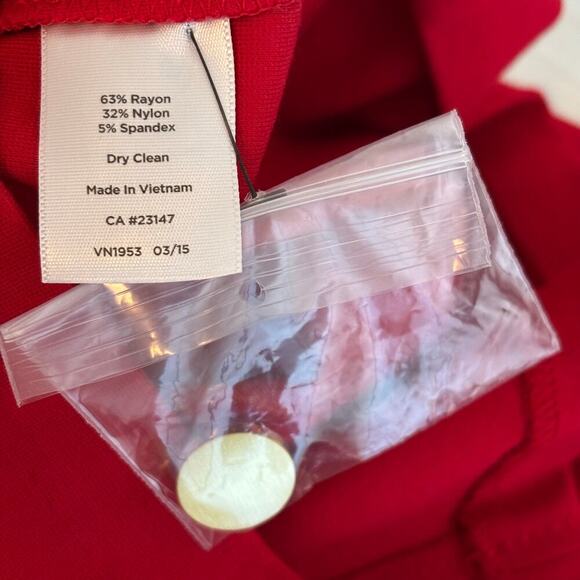 63% Rayon
32% Nylon
5% Spandex
Dry Clean
Made In Vietnam
CA #23147
VN1953 03/15